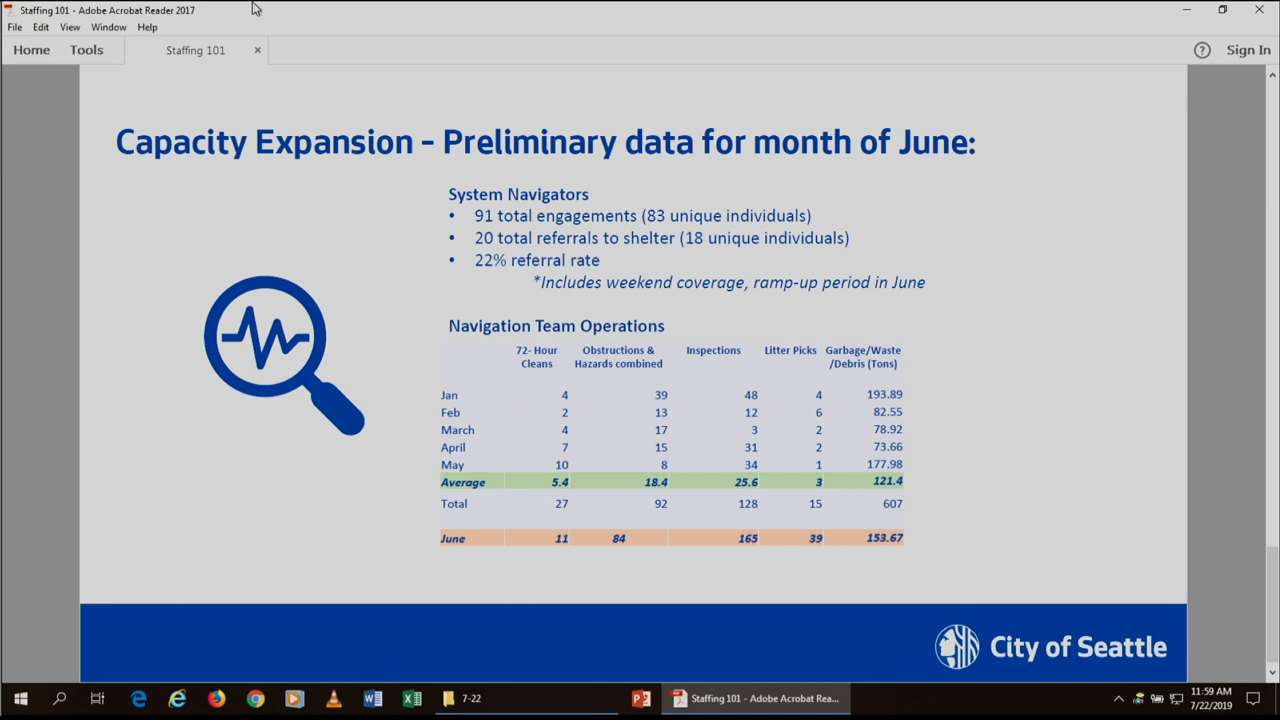 Staffing 101 - Adobe Acrobat Reader 2017
File Edit View Window Help
Home Tools Staffing 101 × ? Sign In
Capacity Expansion – Preliminary data for month of June:
System Navigators
• 91 total engagements (83 unique individuals)
• 20 total referrals to shelter (18 unique individuals)
• 22% referral rate
*Includes weekend coverage, ramp-up period in June
Navigation Team Operations
72- Hour Obstructions & Inspections Litter Picks Garbage/Waste
Cleans Hazards combined /Debris (Tons)
Jan 4 39 48 4 193.89
Feb 2 13 12 6 82.55
March 4 17 3 2 78.92
April 7 15 31 2 73.66
May 10 8 34 1 177.98
Average 5.4 18.4 25.6 3 121.4
Total 27 92 128 15 607
June 11 84 165 39 153.67
City of Seattle
7-22 Staffing 101 - Adobe Acrobat Rea... 11:59 AM
7/22/2019